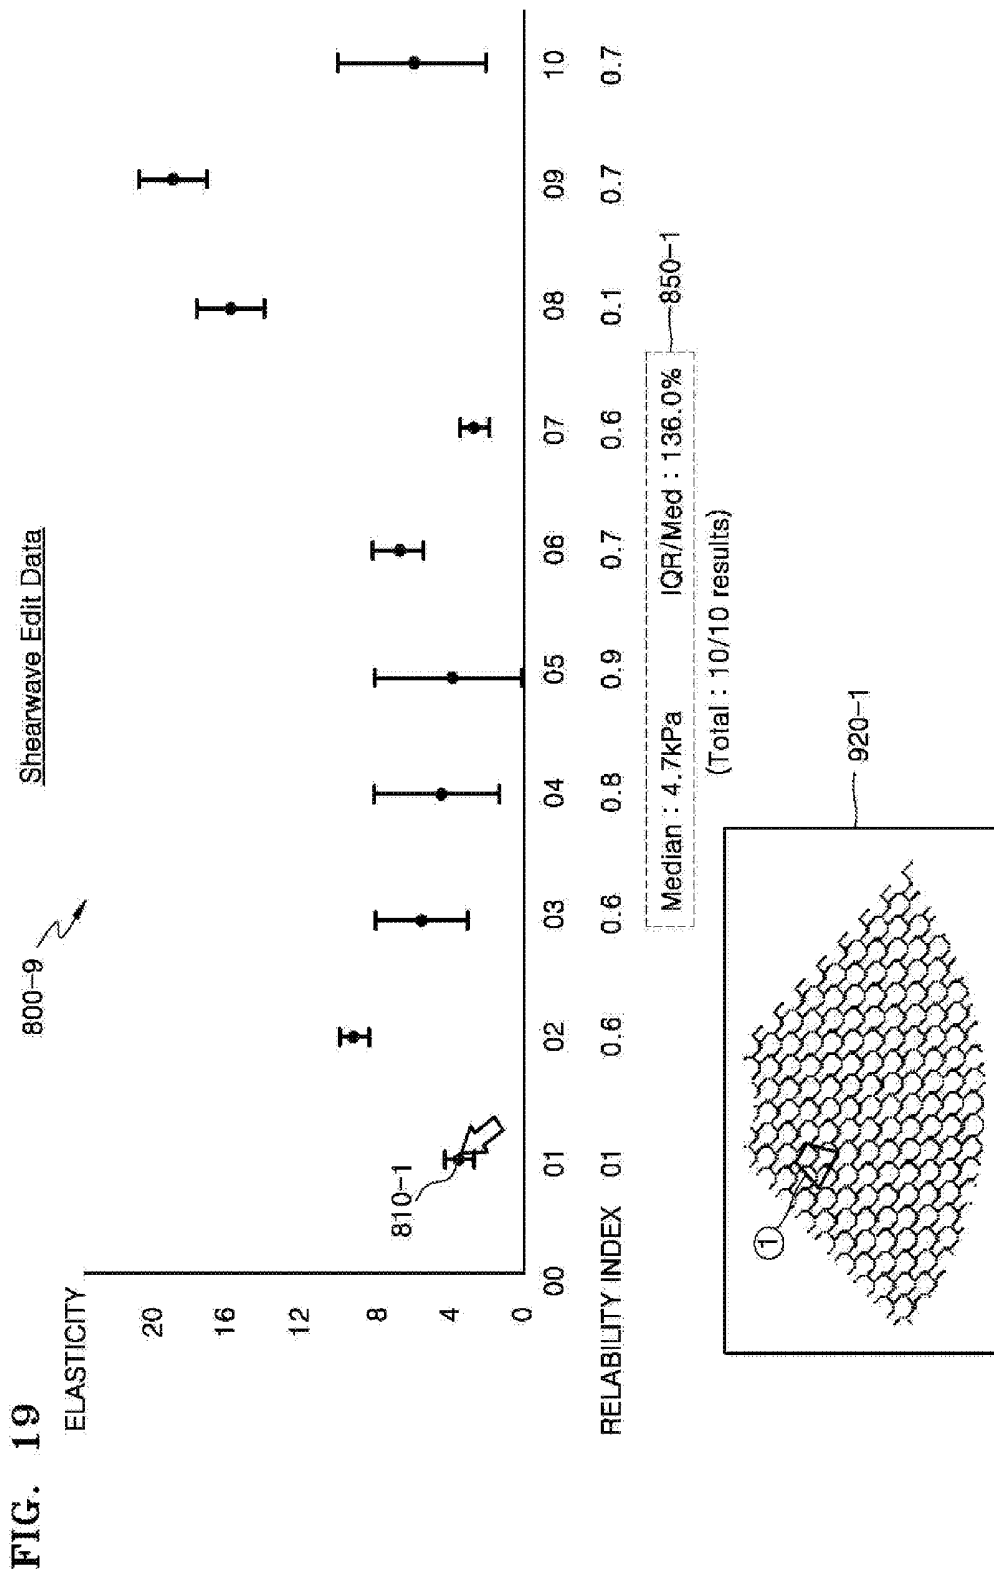 FIG. 19
Shearwave Edit Data
800-9
ELASTICITY
20
16
12
8
4
0
810-1
00 01 02 03 04 05 06 07 08 09 10
RELABILITY INDEX 01 0.6 0.6 0.8 0.9 0.7 0.6 0.1 0.7 0.7
Median : 4.7kPa IQR/Med : 136.0%
850-1
(Total : 10/10 results)
920-1
1